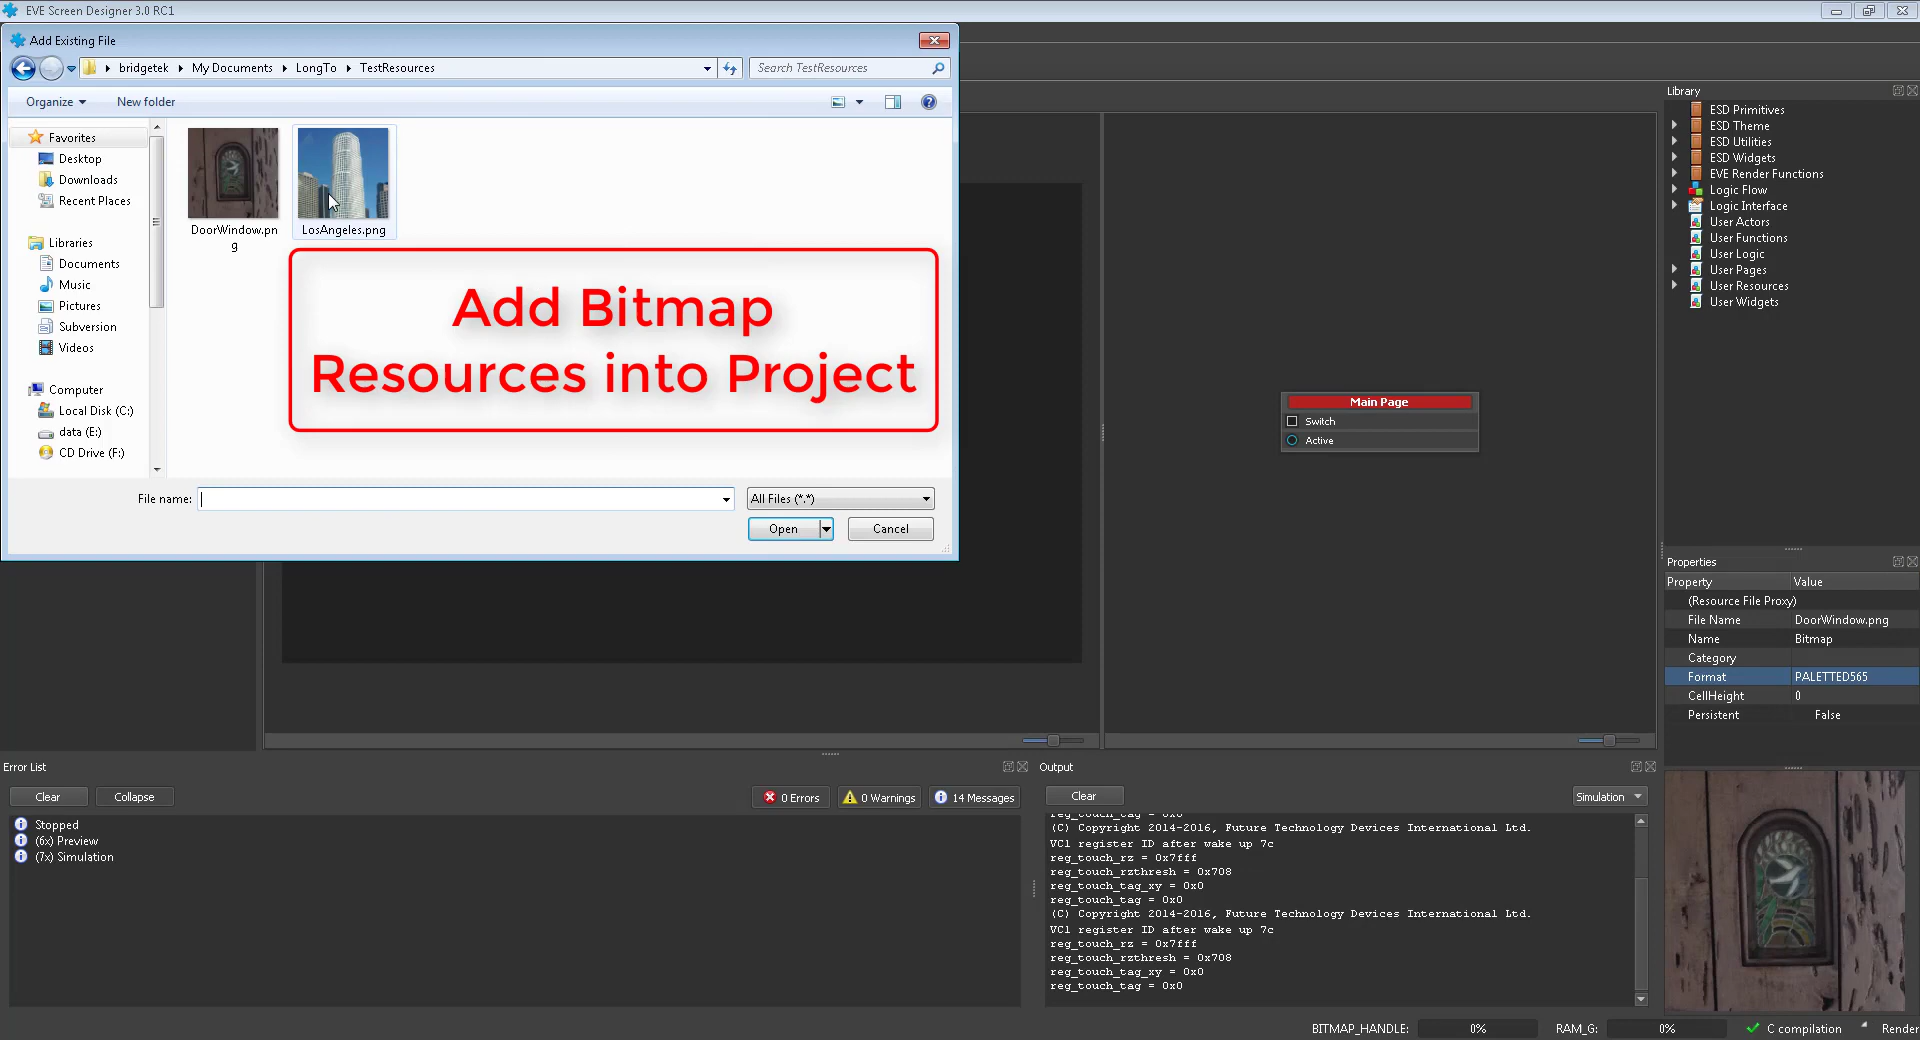 EVE Screen Designer 3.0 RC1
Add Existing File
bridgetek
My Documents
LongTo
TestResources
Search TestResources
Organize
New folder
Favorites
Desktop
Downloads
Recent Places
Libraries
Documents
Music
Pictures
Subversion
Videos
Computer
Local Disk (C:)
data (E:)
CD Drive (F:)
DoorWindow.pn
g
LosAngeles.png
Add Bitmap
Resources into Project
File name:
All Files (*.*)
Open
Cancel
Main Page
Switch
Active
Library
ESD Primitives
ESD Theme
ESD Utilities
ESD Widgets
EVE Render Functions
Logic Flow
Logic Interface
User Actors
User Functions
User Logic
User Pages
User Resources
User Widgets
Properties
Property Value
(Resource File Proxy)
File Name DoorWindow.png
Name Bitmap
Category
Format PALETTED565
CellHeight 0
Persistent False
Error List
Clear
Collapse
0 Errors
0 Warnings
14 Messages
Stopped
(6x) Preview
(7x) Simulation
Output
Clear
Simulation
reg_touch_tag = 0x0
(C) Copyright 2014-2016, Future Technology Devices International Ltd.
VC1 register ID after wake up 7c
reg_touch_rz = 0x7fff
reg_touch_rzthresh = 0x708
reg_touch_tag_xy = 0x0
reg_touch_tag = 0x0
(C) Copyright 2014-2016, Future Technology Devices International Ltd.
VC1 register ID after wake up 7c
reg_touch_rz = 0x7fff
reg_touch_rzthresh = 0x708
reg_touch_tag_xy = 0x0
reg_touch_tag = 0x0
BITMAP_HANDLE: 0% RAM_G: 0% C compilation Render